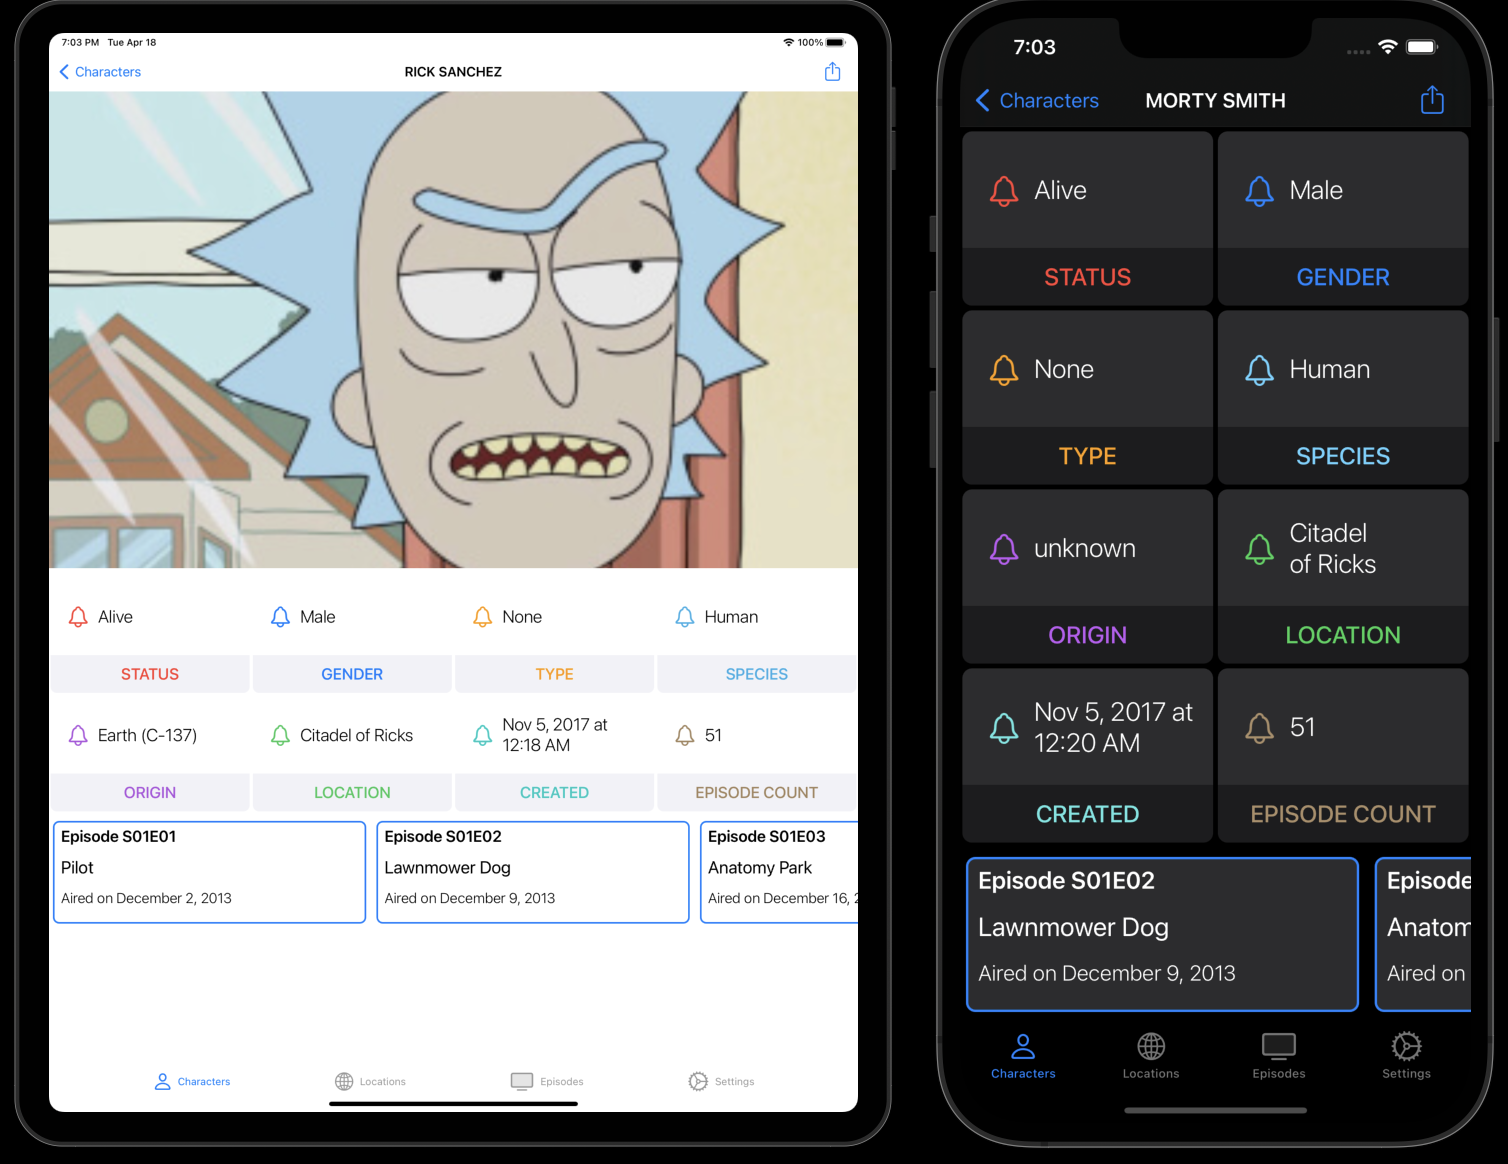 7:03 PM Tue Apr 18
100%
Characters
RICK SANCHEZ
Alive
Male
None
Human
STATUS
GENDER
TYPE
SPECIES
Earth (C-137)
Citadel of Ricks
Nov 5, 2017 at
12:18 AM
51
ORIGIN
LOCATION
CREATED
EPISODE COUNT
Episode S01E01
Pilot
Aired on December 2, 2013
Episode S01E02
Lawnmower Dog
Aired on December 9, 2013
Episode S01E03
Anatomy Park
Aired on December 16,
Characters
Locations
Episodes
Settings
7:03
Characters
MORTY SMITH
Alive
Male
STATUS
GENDER
None
Human
TYPE
SPECIES
unknown
Citadel
of Ricks
ORIGIN
LOCATION
Nov 5, 2017 at
12:20 AM
51
CREATED
EPISODE COUNT
Episode S01E02
Lawnmower Dog
Aired on December 9, 2013
Episode
Anatom
Aired on
Characters
Locations
Episodes
Settings